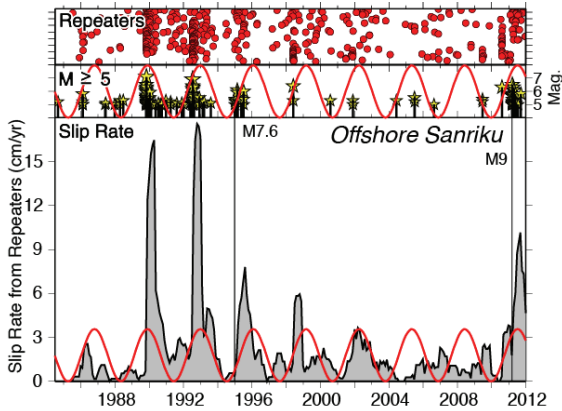 Repeaters
M ≥ 5
7
6
5
Mag.
Slip Rate
M7.6
Offshore Sanriku
M9
Slip Rate from Repeaters (cm/yr)
15
12
9
6
3
0
1988 1992 1996 2000 2004 2008 2012